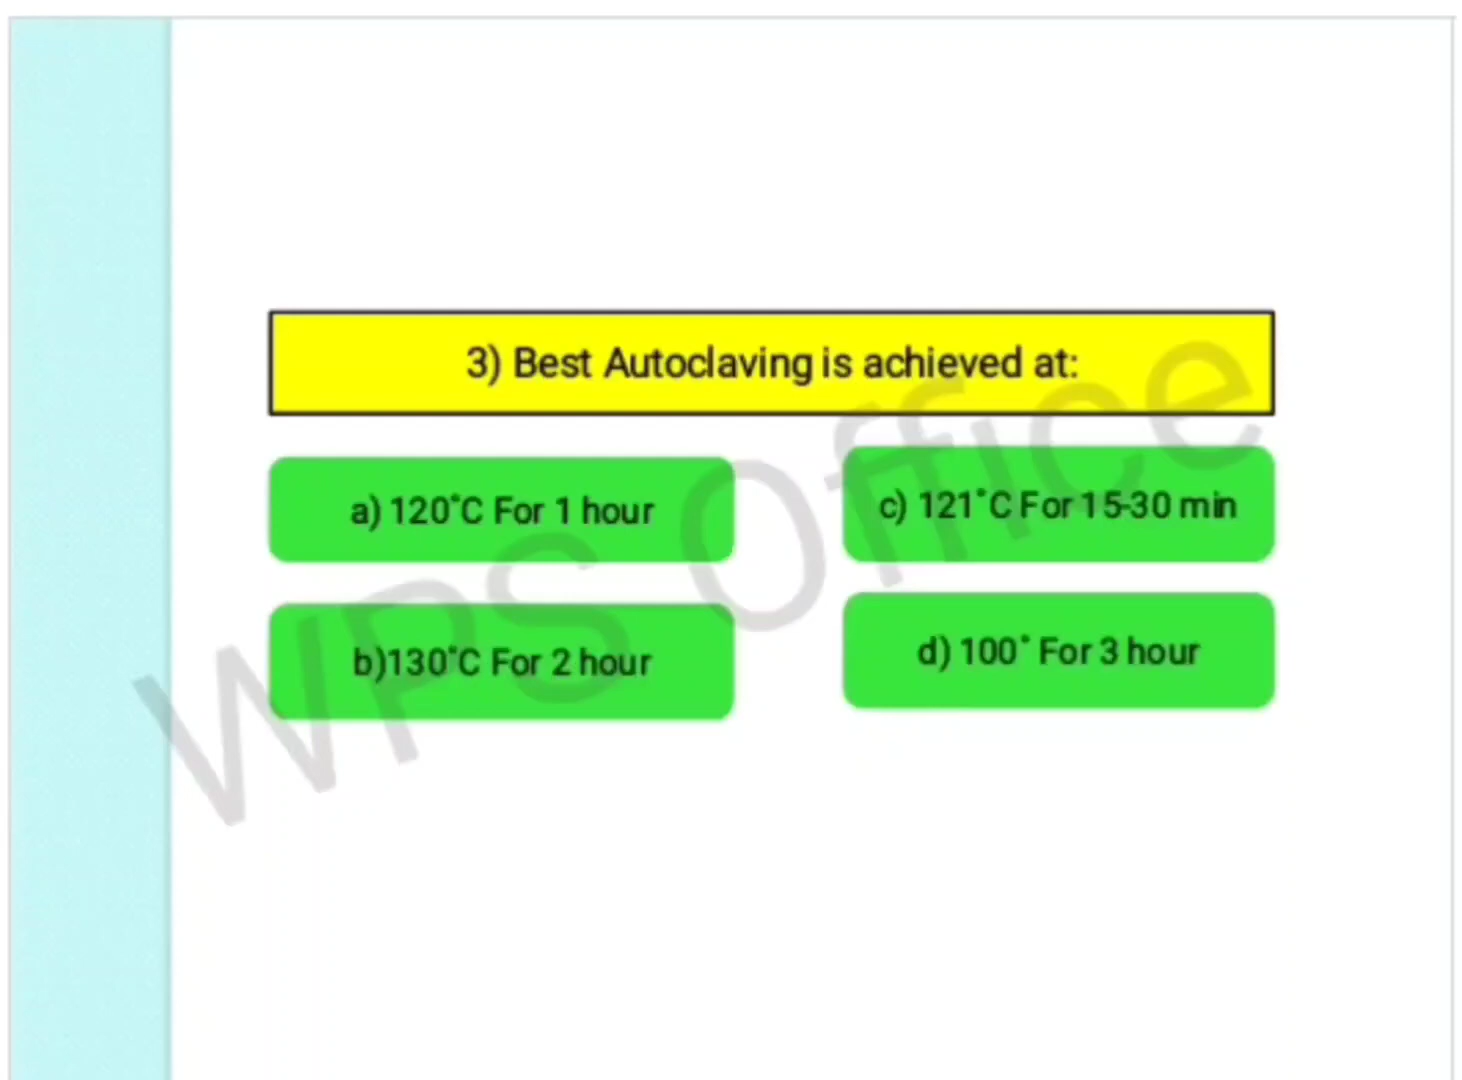 3) Best Autoclaving is achieved at:
a) 120°C For 1 hour
c) 121°C For 15-30 min
b)130°C For 2 hour
d) 100° For 3 hour
WPS Office